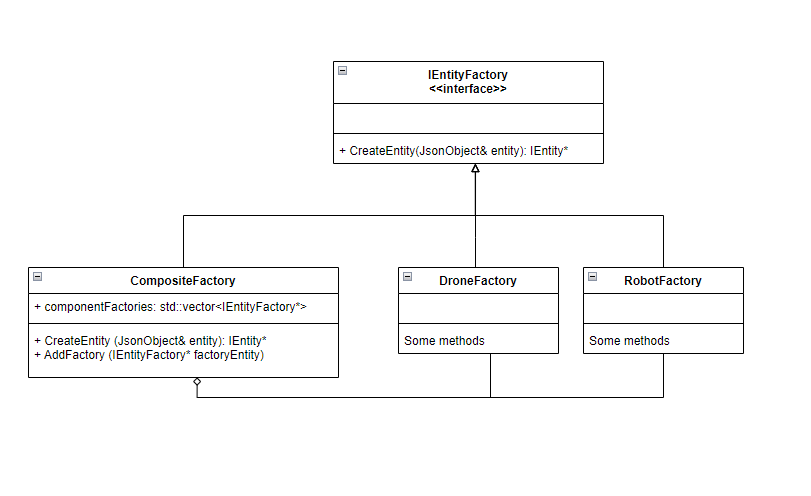 IEntityFactory
<<interface>>
+ CreateEntity(JsonObject& entity): IEntity*
CompositeFactory
+ componentFactories: std::vector<IEntityFactory*>
+ CreateEntity (JsonObject& entity): IEntity*
+ AddFactory (IEntityFactory* factoryEntity)
DroneFactory
Some methods
RobotFactory
Some methods